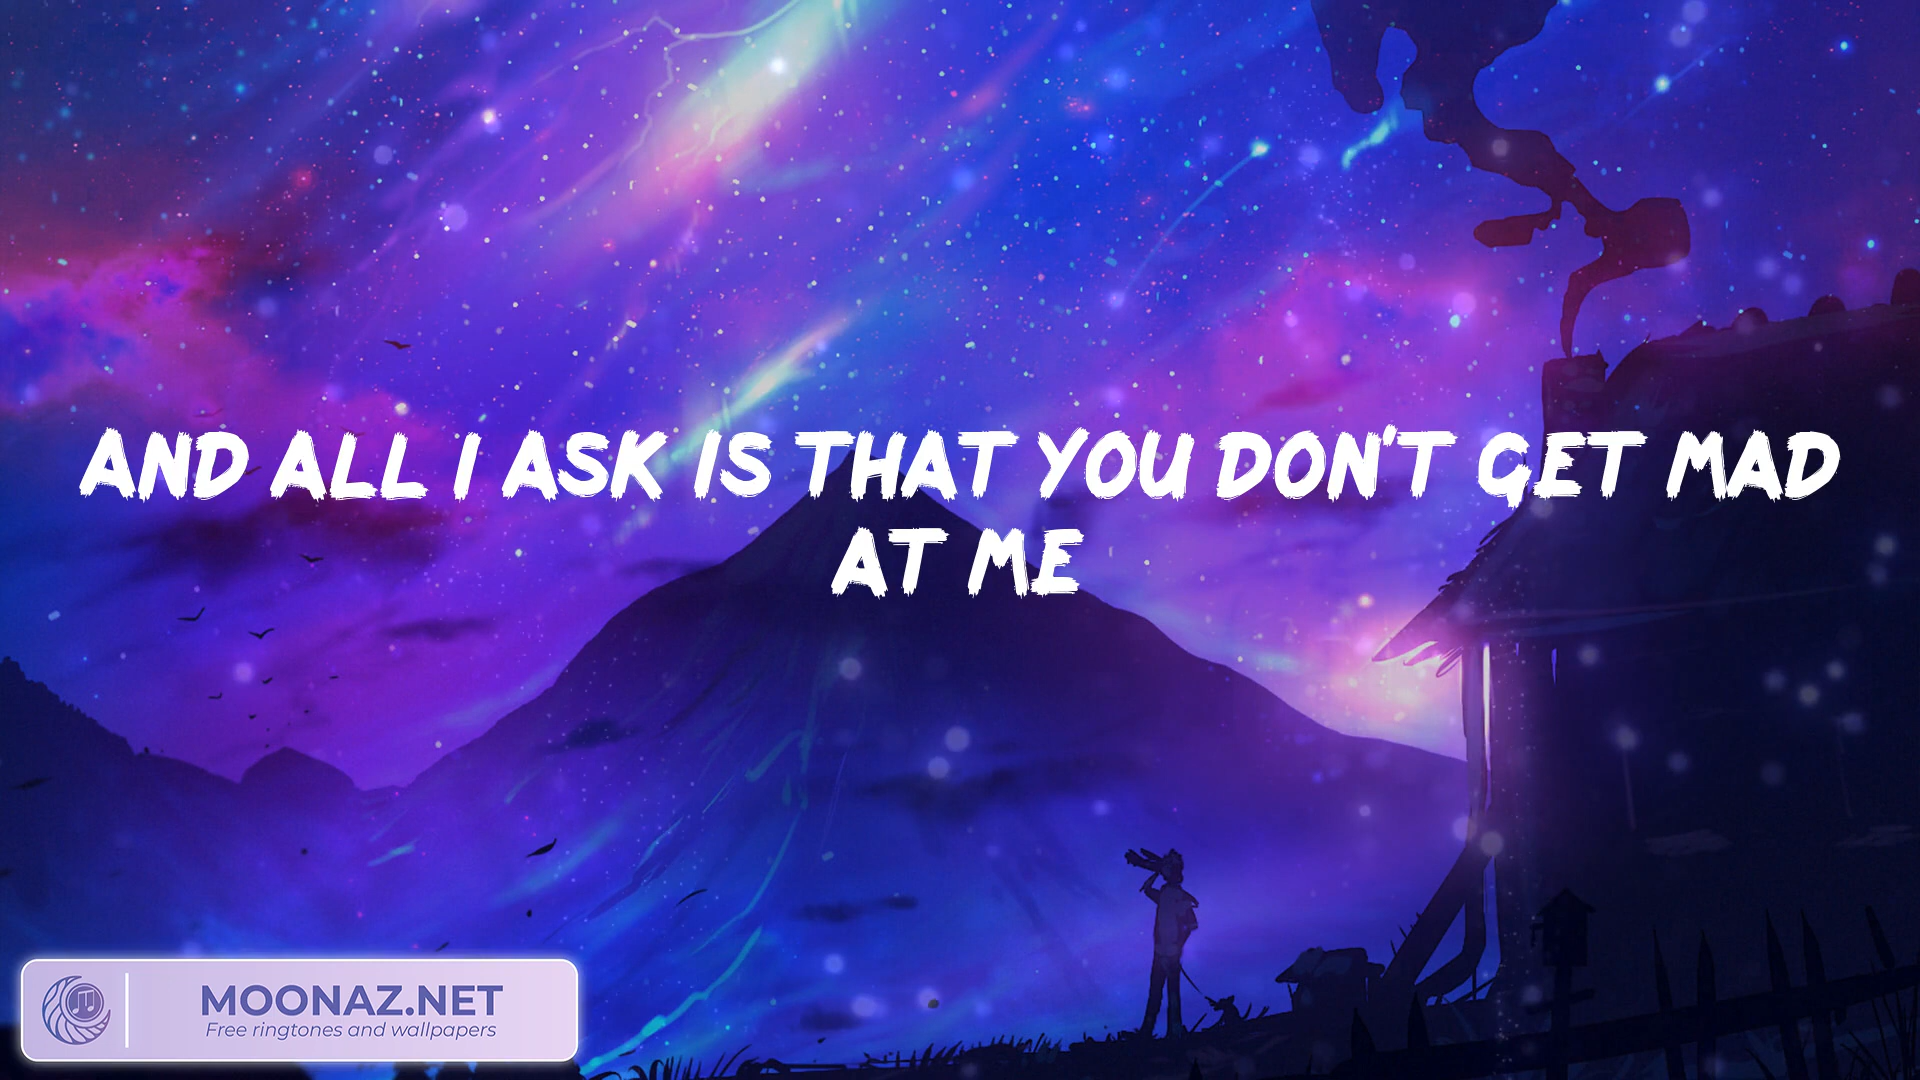 AND ALL I ASK IS THAT YOU DON'T GET MAD
AT ME
MOONAZ.NET
Free ringtones and wallpapers